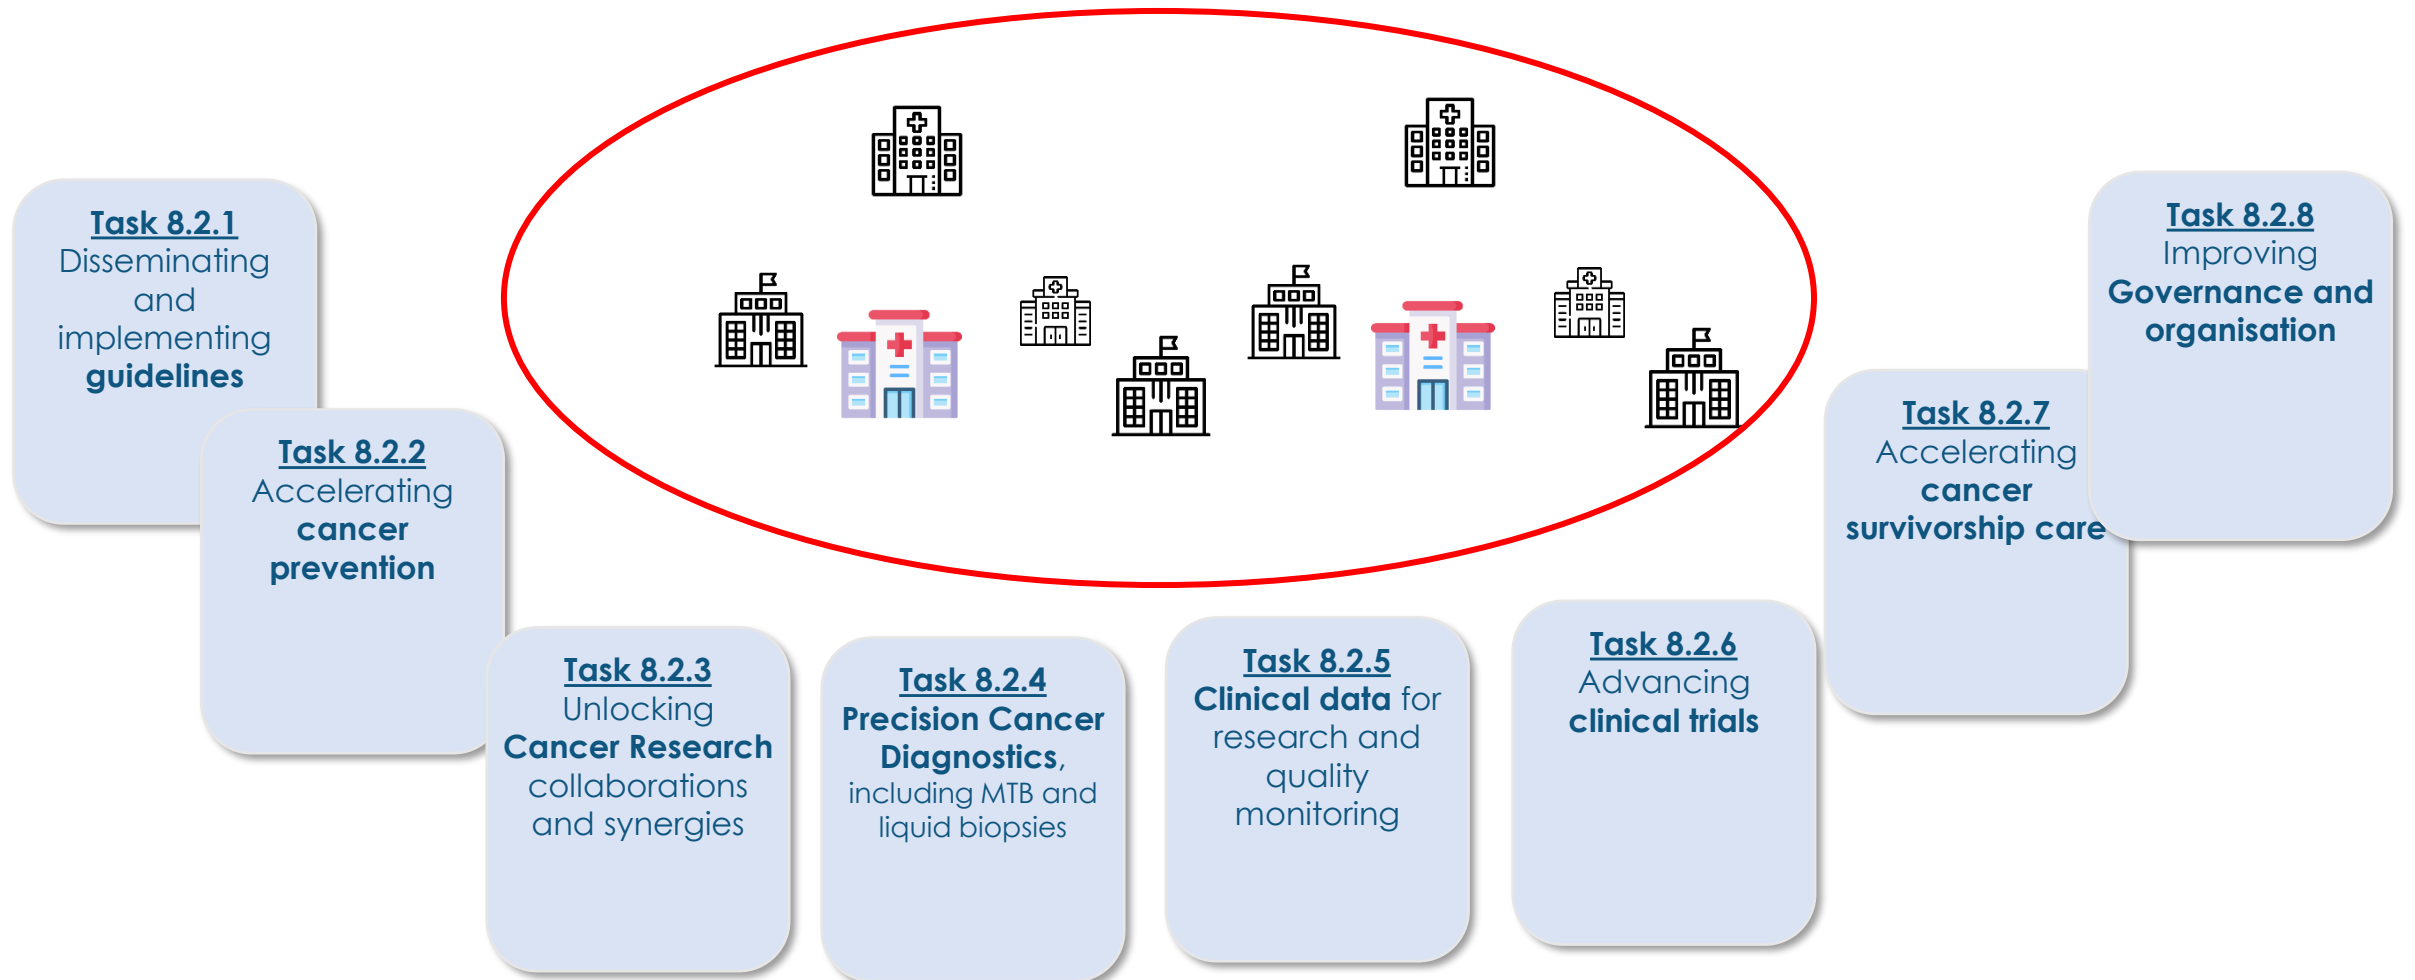 Task 8.2.1
Disseminating
and
implementing
guidelines
Task 8.2.2
Accelerating
cancer
prevention
Task 8.2.3
Unlocking
Cancer Research
collaborations
and synergies
Task 8.2.4
Precision Cancer
Diagnostics,
including MTB and
liquid biopsies
Task 8.2.5
Clinical data for
research and
quality
monitoring
Task 8.2.6
Advancing
clinical trials
Task 8.2.7
Accelerating
cancer
survivorship care
Task 8.2.8
Improving
Governance and
organisation